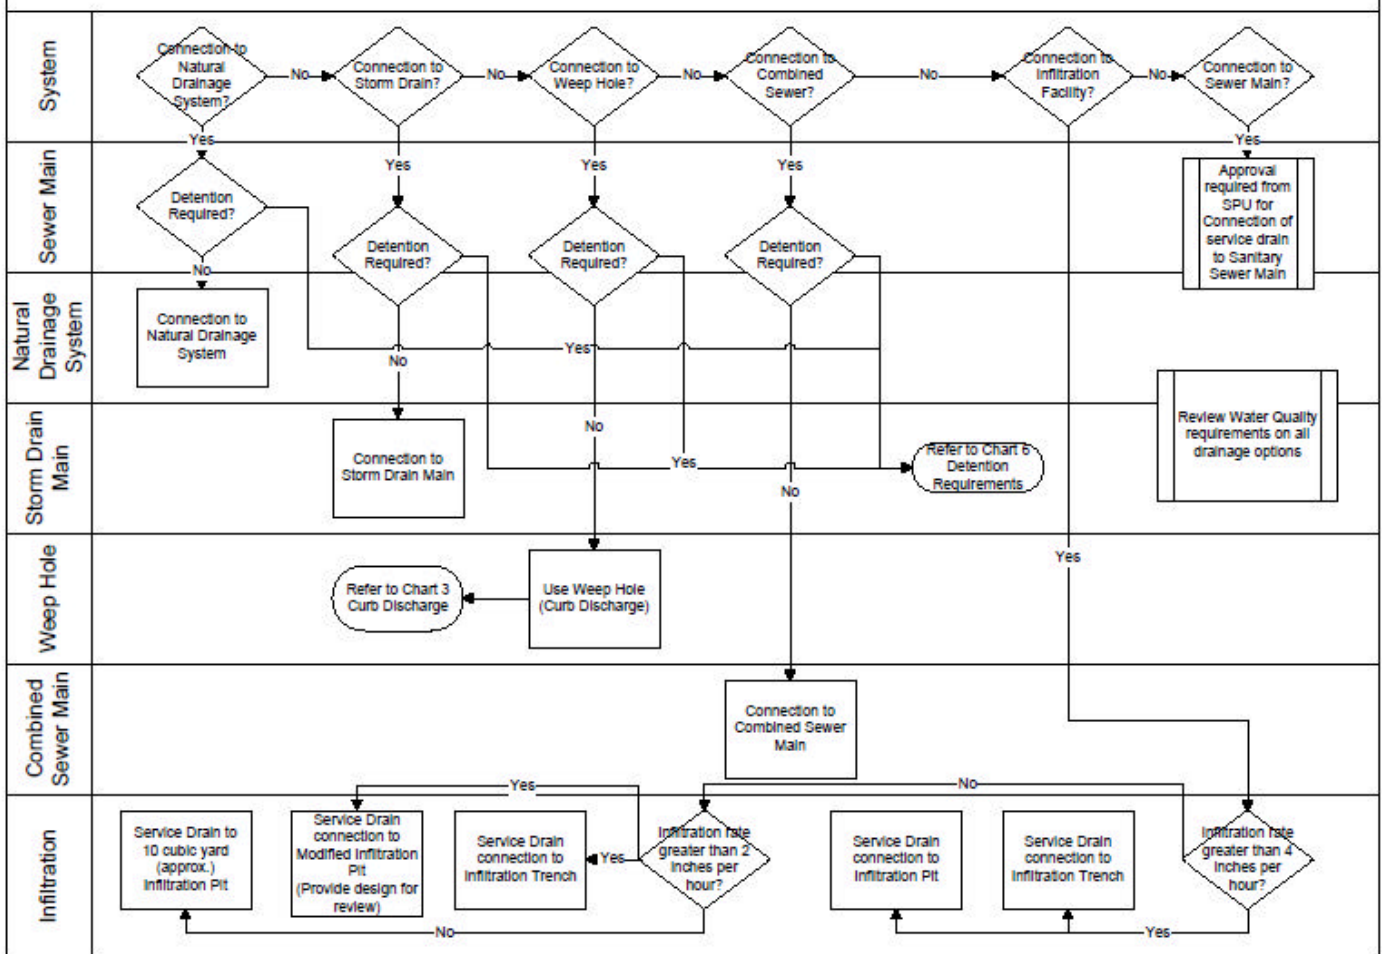 System
Connection to
Natural
Drainage
System?
No
Connection to
Storm Drain?
No
Connection to
Weep Hole?
No
Connection to
Combined
Sewer?
No
Connection to
Infiltration
Facility?
No
Connection to
Sewer Main?
Yes
Yes
Yes
Yes
Yes
Sewer Main
Detention
Required?
Detention
Required?
Detention
Required?
Detention
Required?
Approval
required from
SPU for
Connection of
service drain
to Sanitary
Sewer Main
No
Natural
Drainage
System
Connection to
Natural Drainage
System
No
Yes
Storm Drain
Main
Connection to
Storm Drain Main
No
Yes
No
Refer to Chart 6
Detention
Requirements
Review Water Quality
requirements on all
drainage options
Weep Hole
Refer to Chart 3
Curb Discharge
Use Weep Hole
(Curb Discharge)
Yes
Combined
Sewer Main
Connection to
Combined Sewer
Main
Yes
No
Infiltration
Service Drain to
10 cubic yard
(approx.)
Infiltration Pit
Service Drain
connection to
Modified Infiltration
Pit
(Provide design for
review)
Service Drain
connection to
Infiltration Trench
Yes
Infiltration rate
greater than 2
inches per
hour?
Service Drain
connection to
Infiltration Pit
Service Drain
connection to
Infiltration Trench
Infiltration rate
greater than 4
inches per
hour?
No
Yes